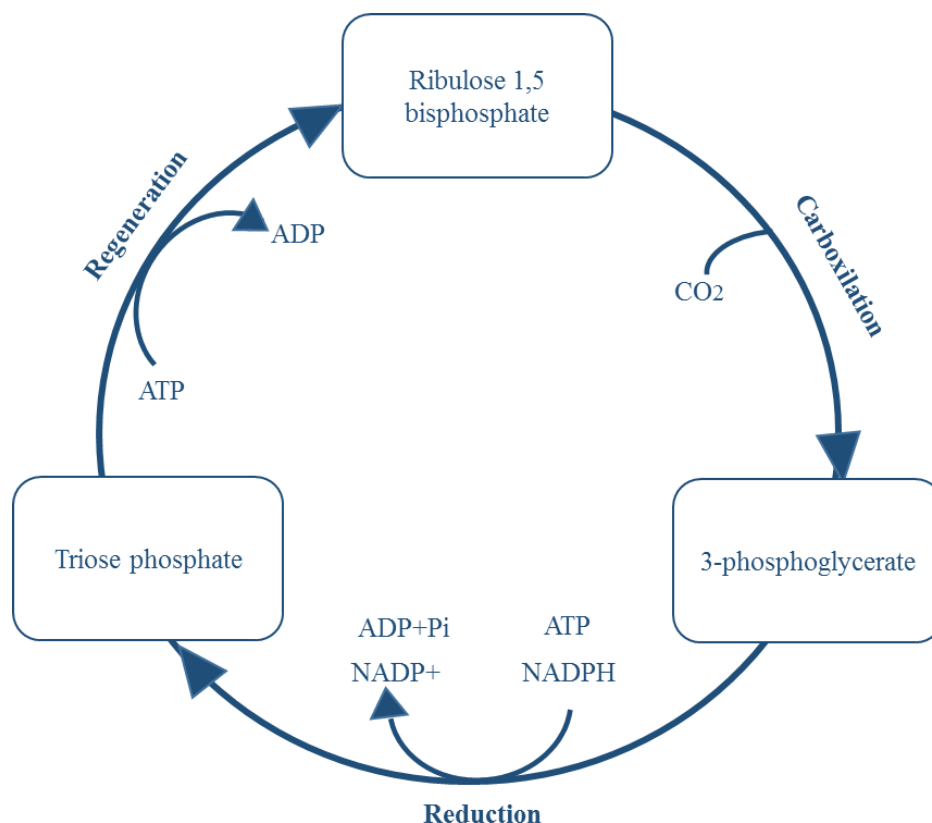 Ribulose 1,5
bisphosphate
Regeneration
Carboxilation
ADP
CO2
ATP
Triose phosphate
3-phosphoglycerate
ADP+Pi
ATP
NADP+
NADPH
Reduction